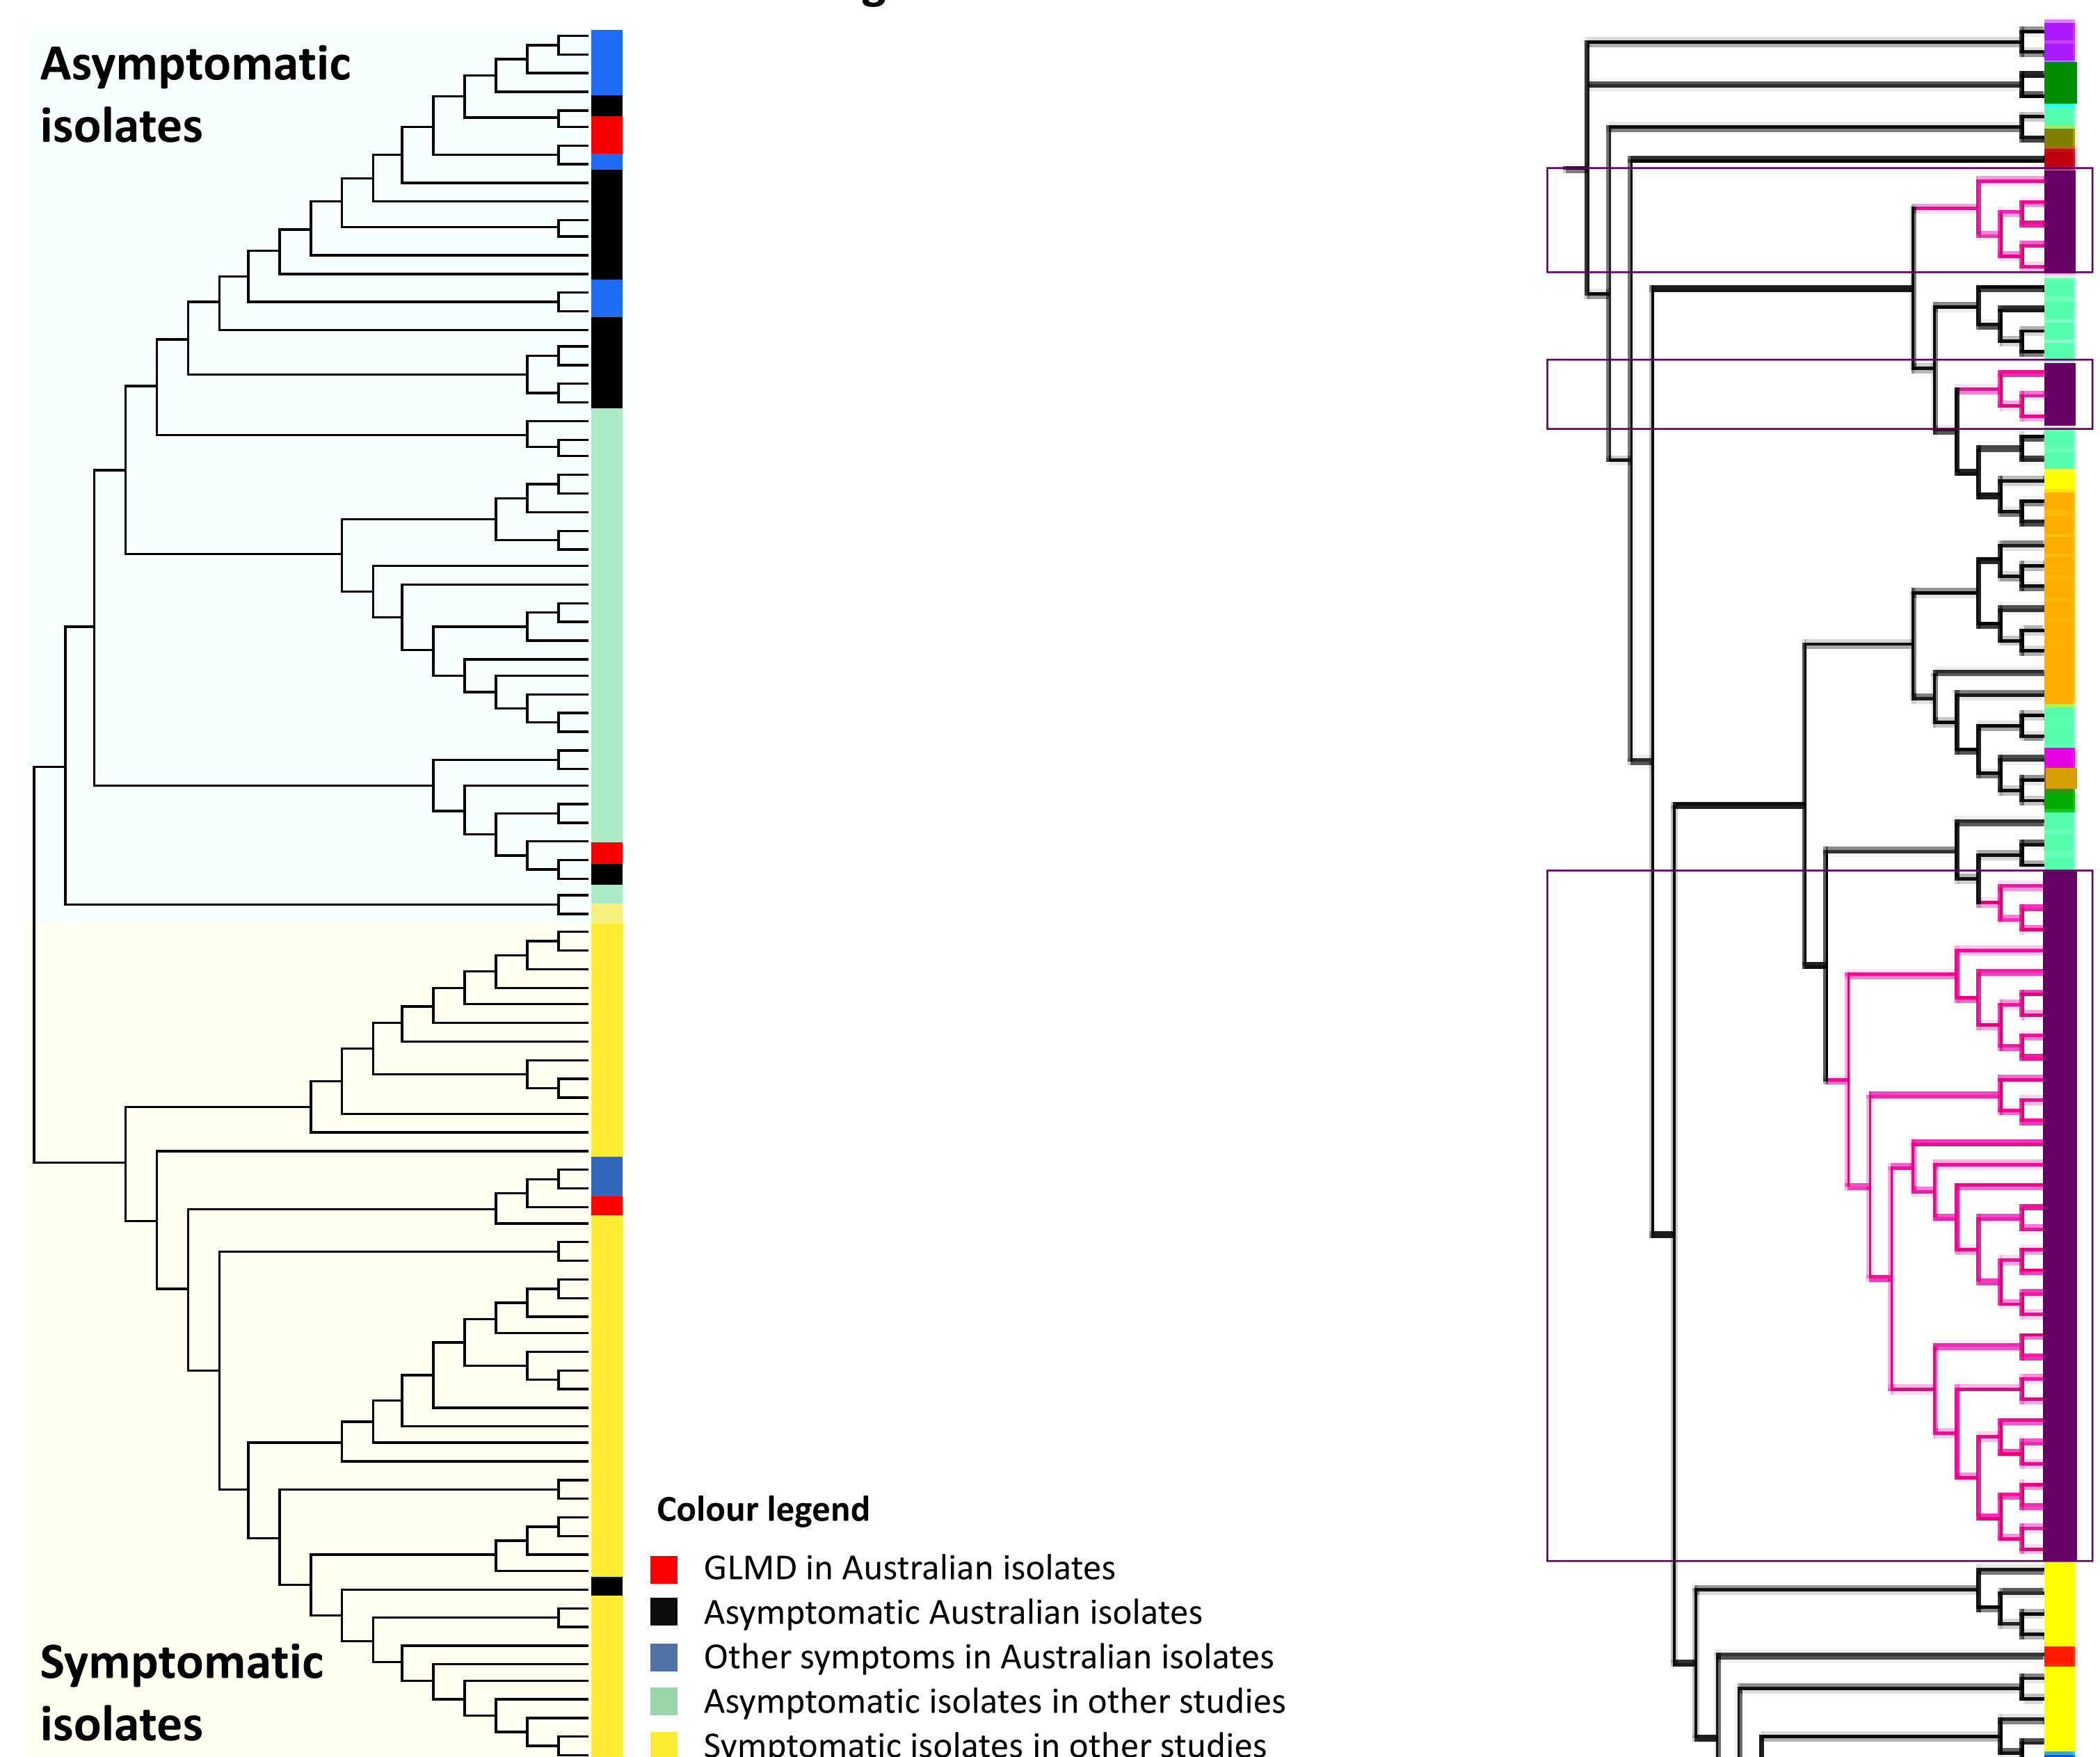 g
Asymptomatic
isolates
Colour legend
GLMD in Australian isolates
Asymptomatic Australian isolates
Other symptoms in Australian isolates
Asymptomatic isolates in other studies
Symptomatic isolates in other studies
Symptomatic
isolates